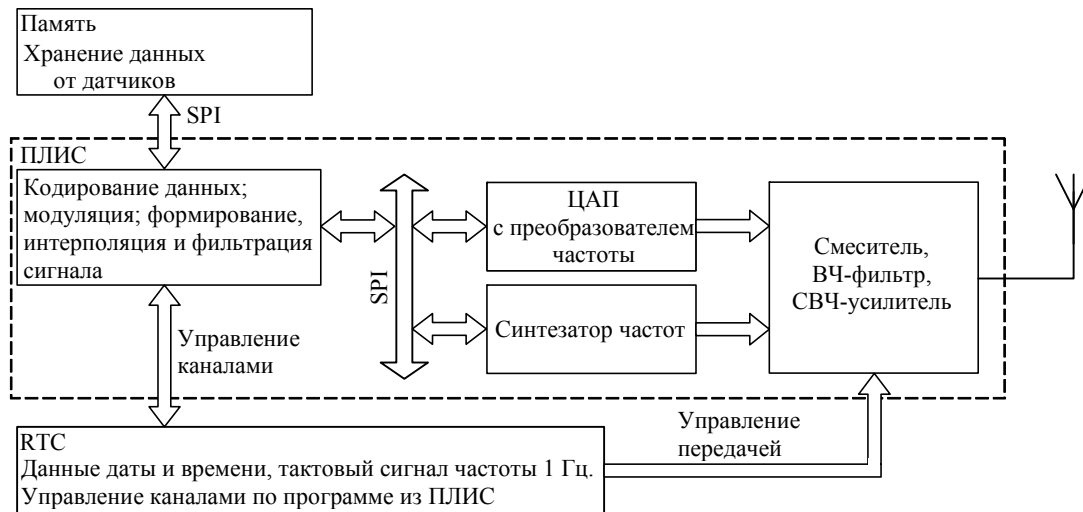 Память
Хранение данных
от датчиков
SPI
ПЛИС
Кодирование данных;
модуляция; формирование,
интерполяция и фильтрация
сигнала
SPI
ЦАП
с преобразователем
частоты
Синтезатор частот
Смеситель,
ВЧ-фильтр,
СВЧ-усилитель
Управление
каналами
Управление
передачей
RTC
Данные даты и времени, тактовый сигнал частоты 1 Гц.
Управление каналами по программе из ПЛИС